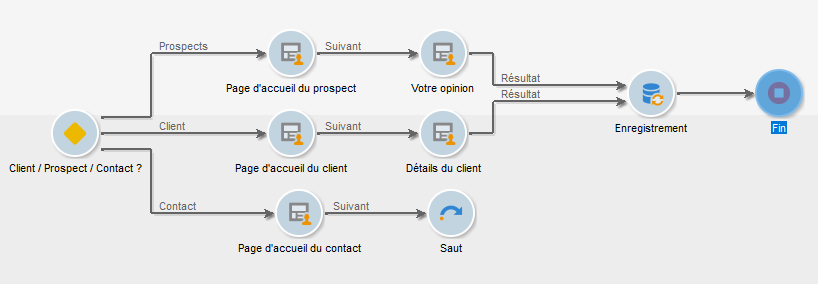 Prospects
Suivant
Page d'accueil du prospect
Votre opinion
Résultat
Résultat
Client
Suivant
Enregistrement
Fin
Client / Prospect / Contact ?
Page d'accueil du client
Détails du client
Contact
Suivant
Page d'accueil du contact
Saut